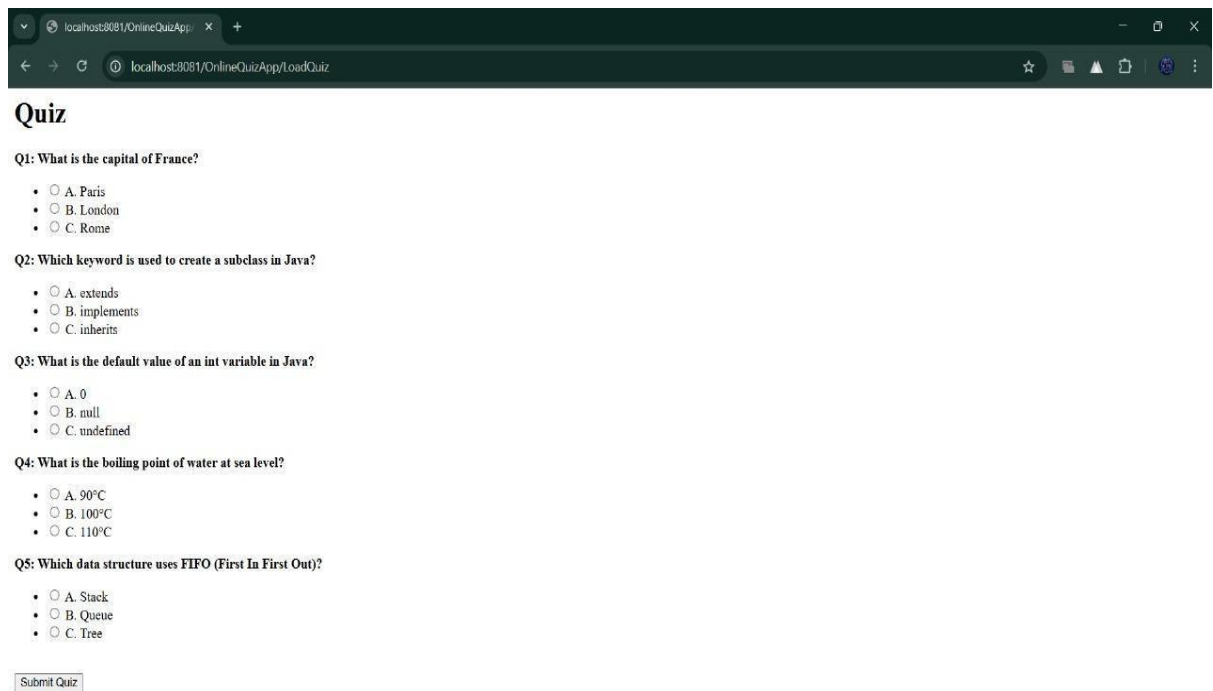 localhost:8081/OnlineQuizApp/
localhost:8081/OnlineQuizApp/LoadQuiz
Quiz
Q1: What is the capital of France?
A. Paris
B. London
C. Rome
Q2: Which keyword is used to create a subclass in Java?
A. extends
B. implements
C. inherits
Q3: What is the default value of an int variable in Java?
A. 0
B. null
C. undefined
Q4: What is the boiling point of water at sea level?
A. 90°C
B. 100°C
C. 110°C
Q5: Which data structure uses FIFO (First In First Out)?
A. Stack
B. Queue
C. Tree
Submit Quiz